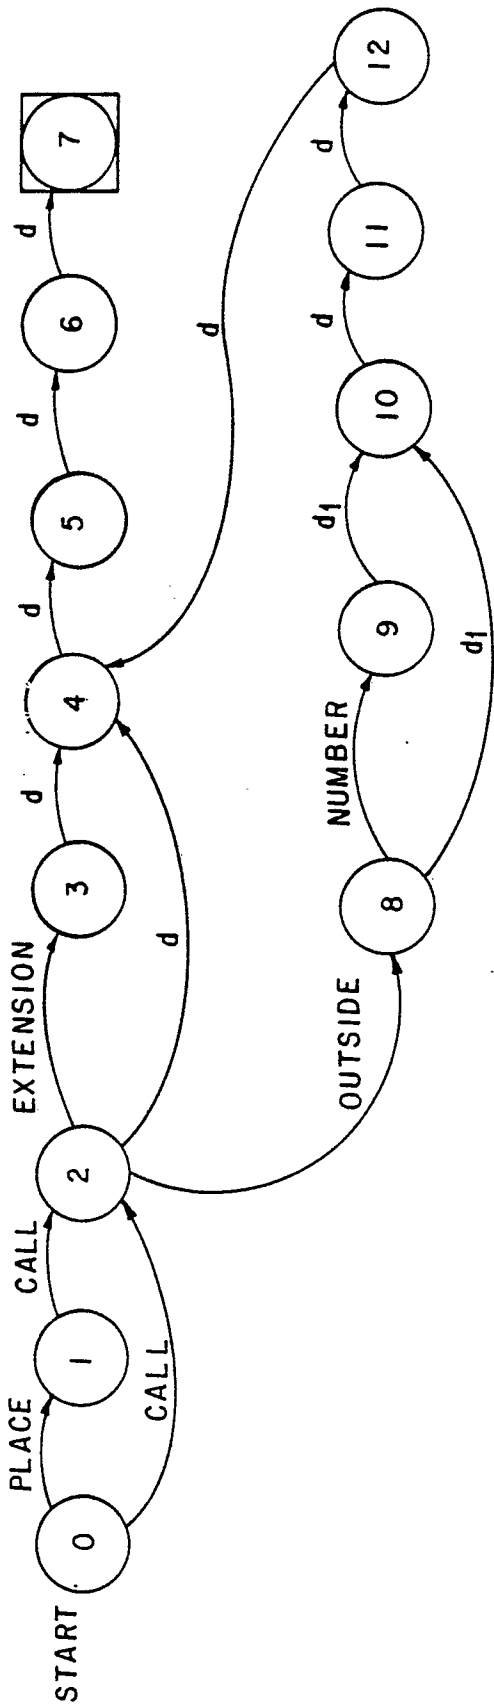 START
0
PLACE
1
CALL
CALL
2
EXTENSION
3
d
4
d
5
d
6
d
7
d
d
OUTSIDE
8
NUMBER
9
d1
10
d1
d
11
d
12